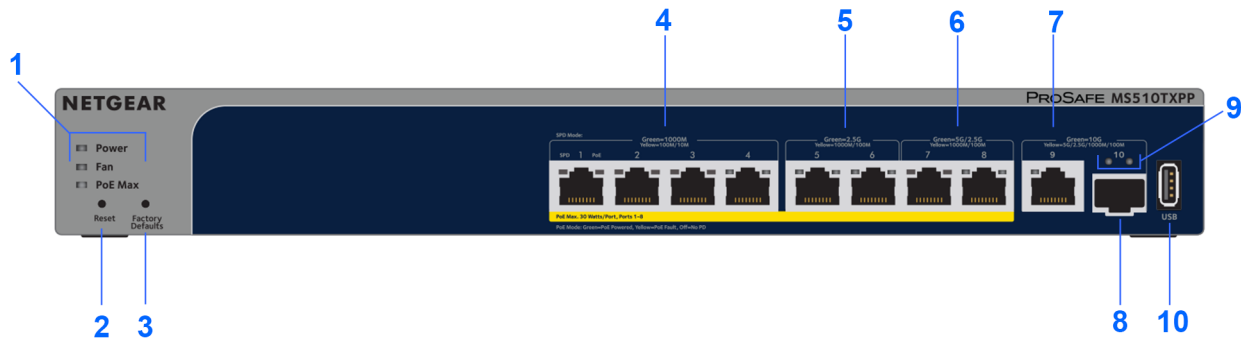 4
5
6
7
1
9
NETGEAR
PROSAFE MS510TXPP
SPD Mode:
Green=1000M
Yellow=100M/10M
Green=2.5G
Yellow=1000M/100M
Green=5G/2.5G
Yellow=1000M/100M
Green=10G
Yellow=5G/2.5G/1000M/100M
Power
Fan
PoE Max
SPD 1 PoE 2 3 4 5 6 7 8 9 10
Reset
Factory
Defaults
PoE Max. 30 Watts/Port, Ports 1-8
PoE Mode: Green=PoE Powered, Yellow=PoE Fault, Off=No PD
USB
2
3
8
10